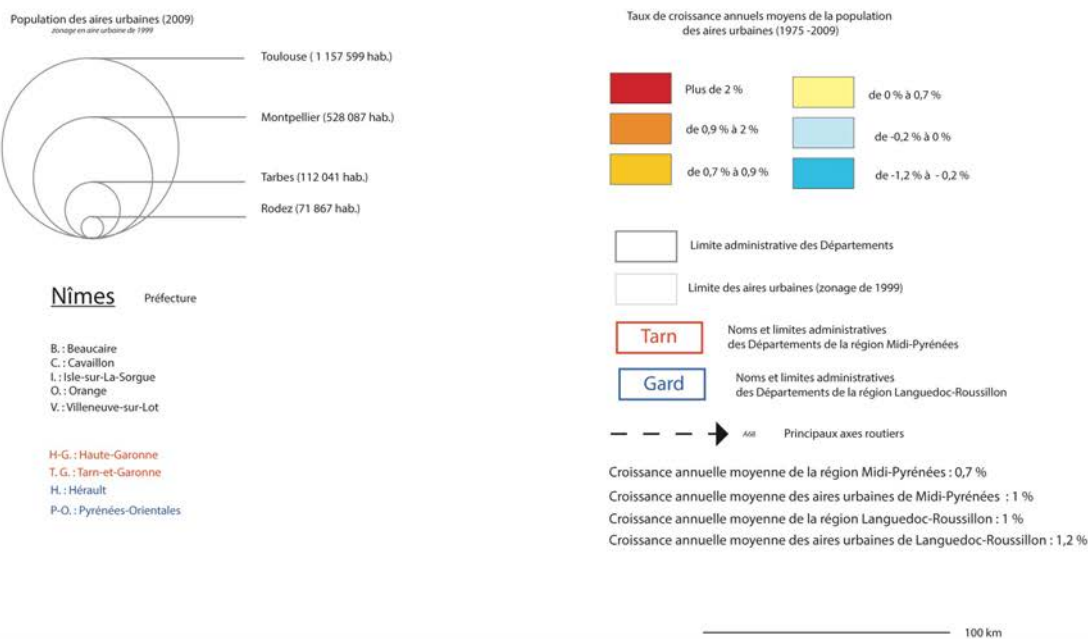 Population des aires urbaines (2009)
zonage en aire urbaine de 1999
Toulouse ( 1 157 599 hab.)
Montpellier (528 087 hab.)
Tarbes (112 041 hab.)
Rodez (71 867 hab.)
Nîmes Préfecture
B. : Beaucaire
C. : Cavaillon
I. : Isle-sur-La-Sorgue
O. : Orange
V. : Villeneuve-sur-Lot
H-G. : Haute-Garonne
T. G. : Tarn-et-Garonne
H. : Hérault
P-O. : Pyrénées-Orientales
Taux de croissance annuels moyens de la population
des aires urbaines (1975 -2009)
Plus de 2 %
de 0,9 % à 2 %
de 0,7 % à 0,9 %
de 0 % à 0,7 %
de -0,2 % à 0 %
de -1,2 % à - 0,2 %
Limite administrative des Départements
Limite des aires urbaines (zonage de 1999)
Tarn
Noms et limites administratives
des Départements de la région Midi-Pyrénées
Gard
Noms et limites administratives
des Départements de la région Languedoc-Roussillon
A68 Principaux axes routiers
Croissance annuelle moyenne de la région Midi-Pyrénées : 0,7 %
Croissance annuelle moyenne des aires urbaines de Midi-Pyrénées : 1 %
Croissance annuelle moyenne de la région Languedoc-Roussillon : 1 %
Croissance annuelle moyenne des aires urbaines de Languedoc-Roussillon : 1,2 %
100 km